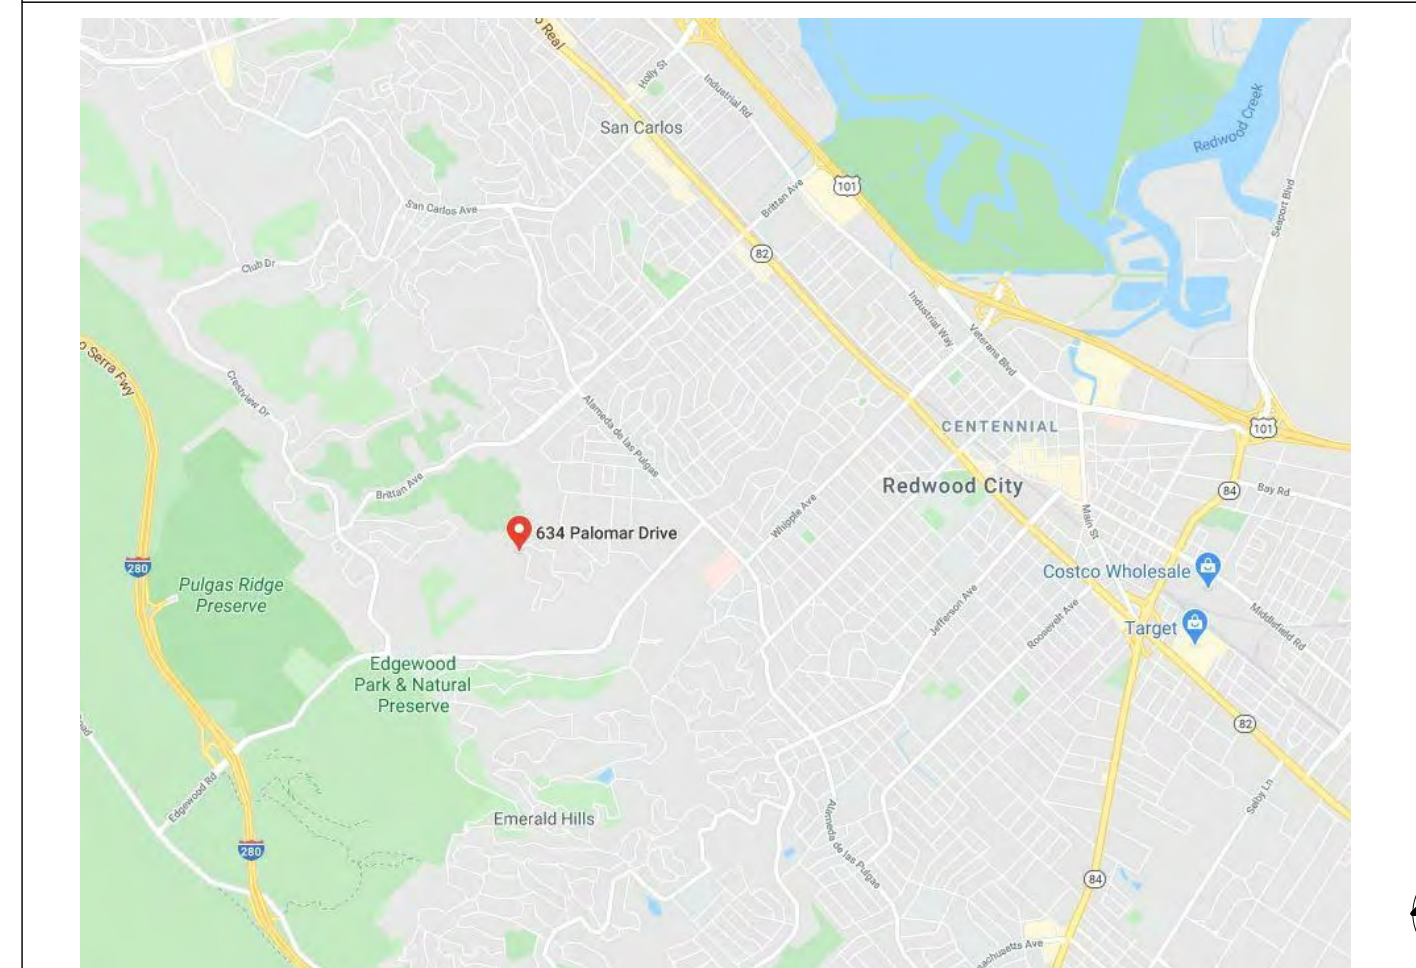 o Real
Holly St
Industrial Rd
San Carlos
Redwood Creek
101
Brittan Ave
San Carlos Ave
Seaport Blvd
82
Club Dr
Industrial Way
Veterans Blvd
o Serra Fwy
Crestview Dr
Alameda de las Pulgas
CENTENNIAL
101
Redwood City
Brittan Ave
84
Bay Rd
Whipple Ave
Main St
634 Palomar Drive
280
Costco Wholesale
Pulgas Ridge
Preserve
Jefferson Ave
Roosevelt Ave
Middlefield Rd
Target
Edgewood
Park & Natural
Preserve
82
oad
Edgewood Rd
Selby Ln
Emerald Hills
Alameda de las Pulgas
280
84
achusetts Ave